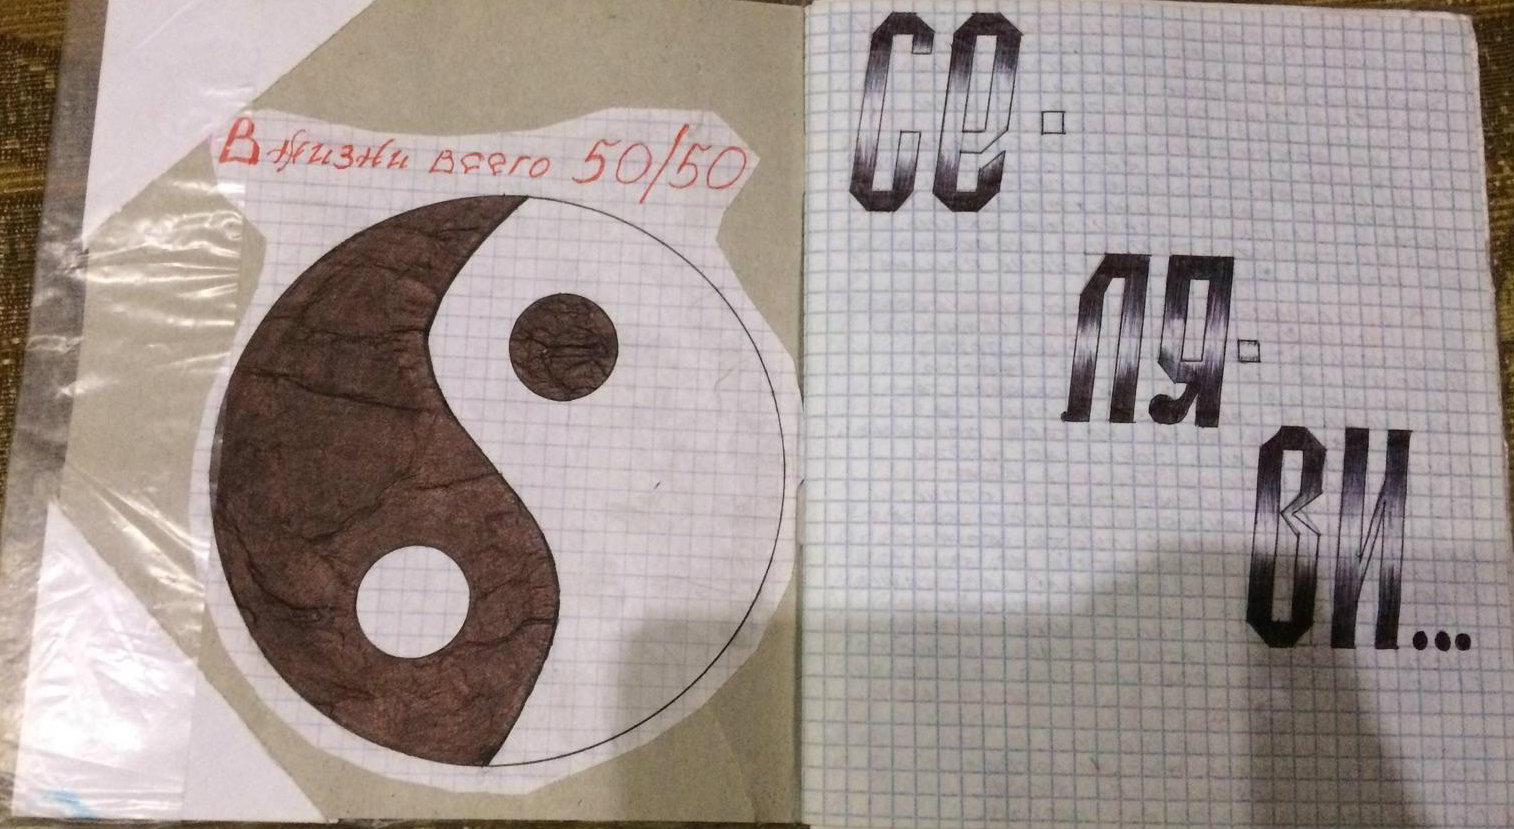 В жизни всего 50/50
Се-
ля-
ви...